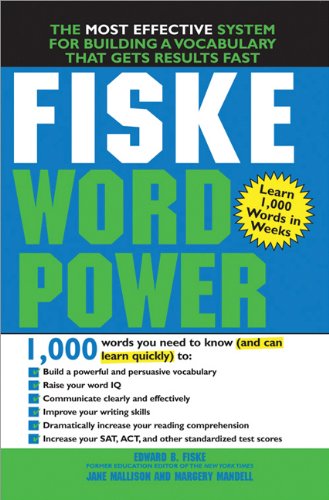 THE MOST EFFECTIVE SYSTEM
FOR BUILDING A VOCABULARY
THAT GETS RESULTS FAST
FISKE
WORD
POWER
Learn
1,000
Words in
Weeks
1,000 words you need to know (and can
learn quickly) to:
Build a powerful and persuasive vocabulary
Raise your word IQ
Communicate clearly and effectively
Improve your writing skills
Dramatically increase your reading comprehension
Increase your SAT, ACT, and other standardized test scores
EDWARD B. FISKE
FORMER EDUCATION EDITOR OF THE NEW YORK TIMES
JANE MALLISON AND MARGERY MANDELL